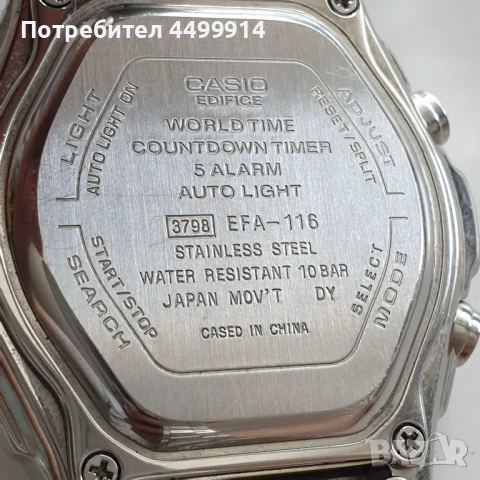 Потребител 4499914
LIGHT
AUTO LIGHT ON
ADJUST
RESET/SPLIT
CASIO
EDIFICE
WORLD TIME
COUNTDOWN TIMER
5 ALARM
AUTO LIGHT
3798 EFA-116
STAINLESS STEEL
WATER RESISTANT 10 BAR
JAPAN MOV'T DY
CASED IN CHINA
START/STOP
SEARCH
SELECT
MODE
BAZAR